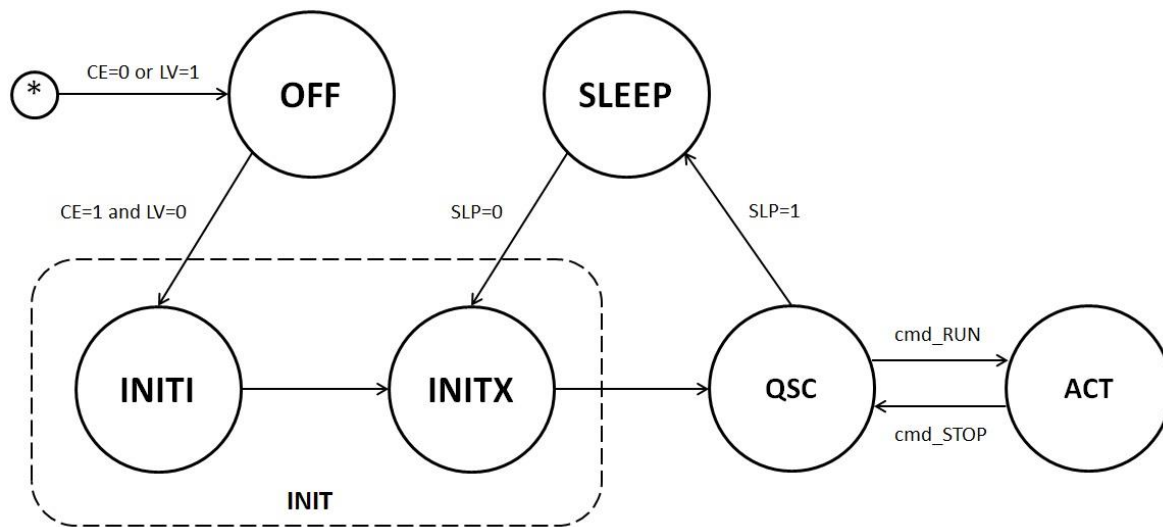 CE=0 or LV=1
*
OFF
SLEEP
CE=1 and LV=0
SLP=0
SLP=1
INITI
INITX
QSC
cmd_RUN
ACT
cmd_STOP
INIT